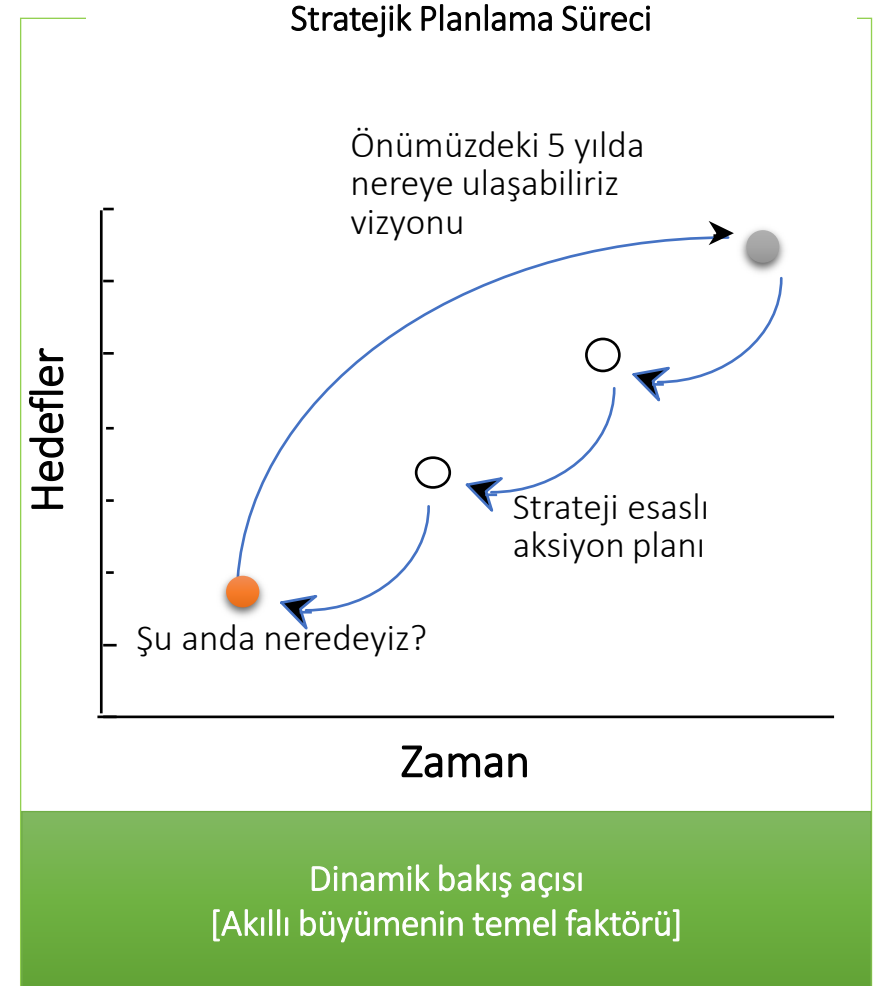 Stratejik Planlama Süreci
Önümüzdeki 5 yılda
nereye ulaşabiliriz
vizyonu
Hedefler
Strateji esaslı
aksiyon planı
Şu anda neredeyiz?
Zaman
Dinamik bakış açısı
[Akıllı büyümenin temel faktörü]